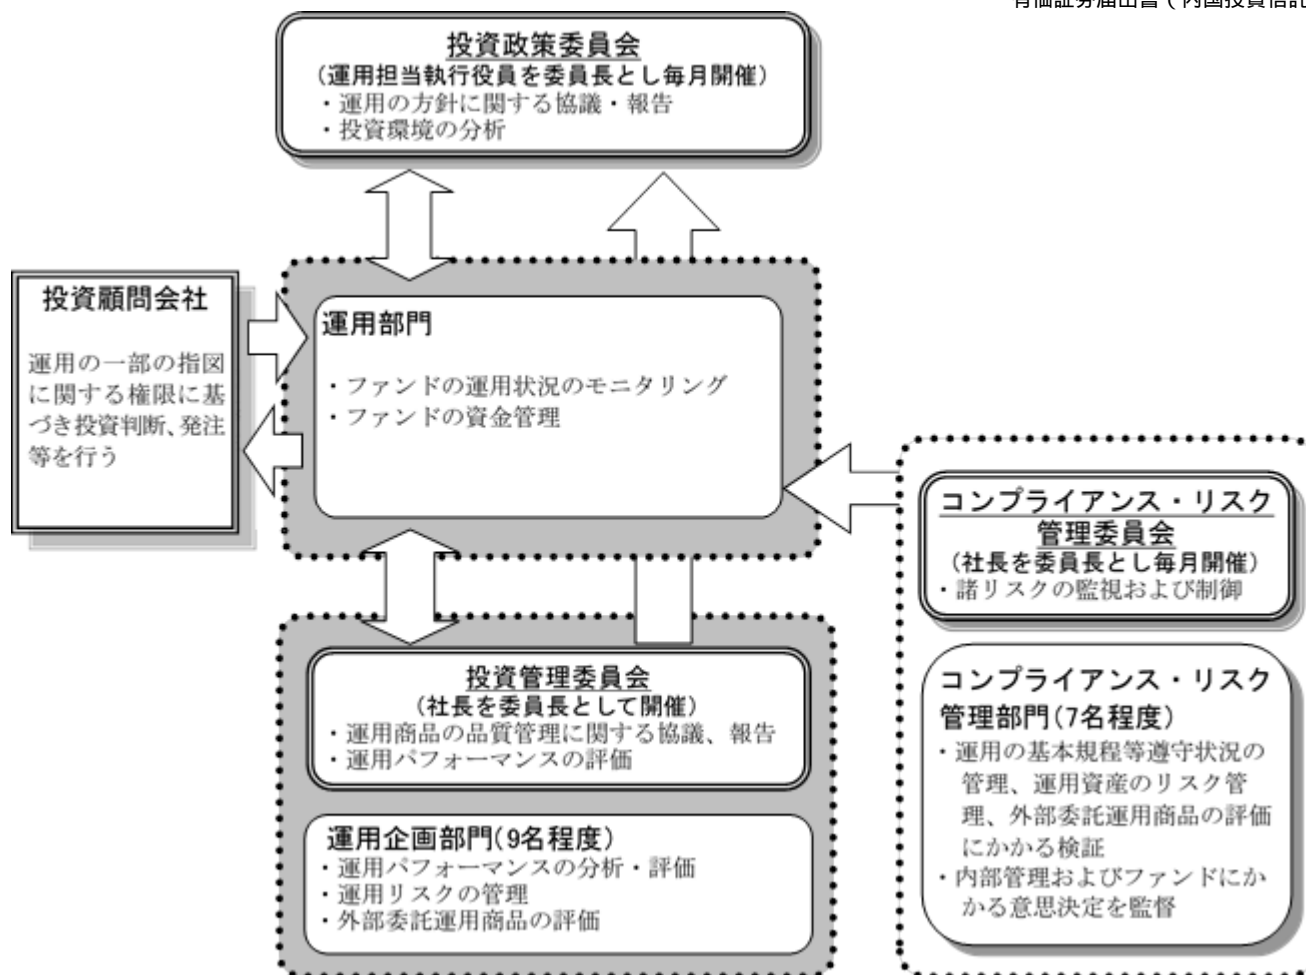 有価証券届出書（内国投資信託
投資政策委員会
（運用担当執行役員を委員長とし毎月開催）
・運用の方針に関する協議・報告
・投資環境の分析
投資顧問会社
運用の一部の指図
に関する権限に基
づき投資判断、発注
等を行う
運用部門
・ファンドの運用状況のモニタリング
・ファンドの資金管理
コンプライアンス・リスク
管理委員会
（社長を委員長とし毎月開催）
・諸リスクの監視および制御
投資管理委員会
（社長を委員長として開催）
・運用商品の品質管理に関する協議、報告
・運用パフォーマンスの評価
運用企画部門（9名程度）
・運用パフォーマンスの分析・評価
・運用リスクの管理
・外部委託運用商品の評価
コンプライアンス・リスク
管理部門（7名程度）
・運用の基本規程等遵守状況の
管理、運用資産のリスク管
理、外部委託運用商品の評価
にかかる検証
・内部管理およびファンドにか
かる意思決定を監督